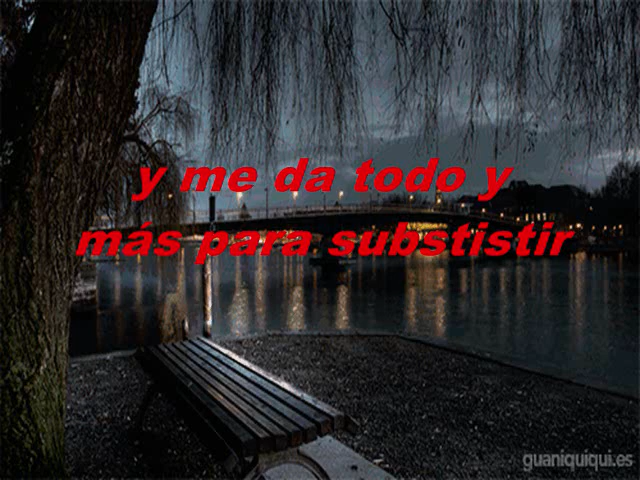 y me da todo y
más para substistir
guaniquiqui.es